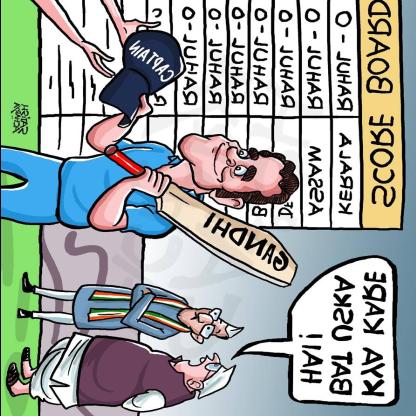 SCORE BOARD
KERALA RAHUL - 0
ASSAM RAHUL - 0
RAHUL - 0
RAHUL - 0
RAHUL - 0
RAHUL - 0
RAHUL - 0
KYA KARE
BAT USKA
HAI!
GANDHI
CAPTAIN